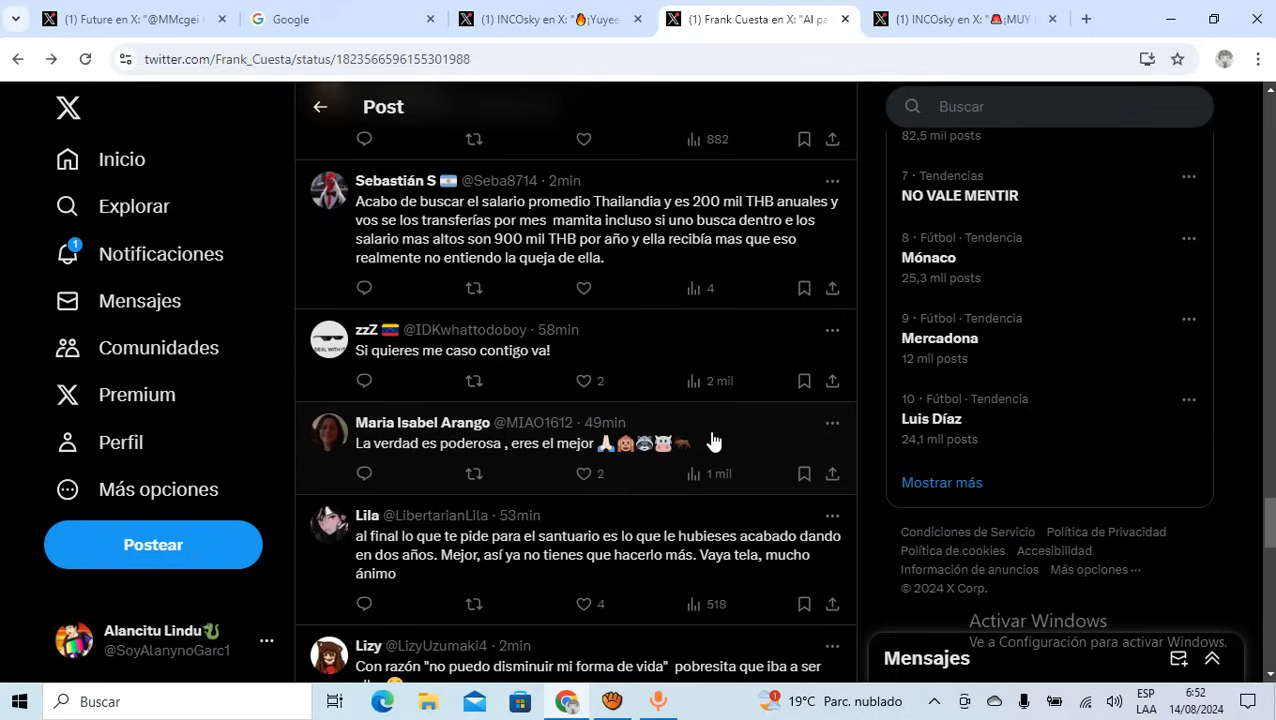 (1) Future en X: "@MMcgei
Google
(1) INCOsky en X: "🔥¡Yuyee
(1) Frank Cuesta en X: "Al pa
(1) INCOsky en X: "🚨¡MUY
twitter.com/Frank_Cuesta/status/1823566596155301988
Inicio
Explorar
1
Notificaciones
Mensajes
Comunidades
Premium
Perfil
Más opciones
Postear
Alancitu Lindu🐉
@SoyAlanynoGarc1
Post
882
Sebastián S 🇦🇷 @Seba8714 · 2min
Acabo de buscar el salario promedio Thailandia y es 200 mil THB anuales y
vos se los transferías por mes mamita incluso si uno busca dentro e los
salario mas altos son 900 mil THB por año y ella recibía mas que eso
realmente no entiendo la queja de ella.
4
zzZ 🇻🇪 @IDKwhattodoboy · 58min
DEAL WITH IT
Si quieres me caso contigo va!
2 2 mil
Maria Isabel Arango @MIAO1612 · 49min
La verdad es poderosa , eres el mejor 🙏🏻🙉🦝🐮🐜
2 1 mil
Lila @LibertarianLila · 53min
al final lo que te pide para el santuario es lo que le hubieses acabado dando
en dos años. Mejor, así ya no tienes que hacerlo más. Vaya tela, mucho
ánimo
4 518
Lizy @LizyUzumaki4 · 2min
Con razón "no puedo disminuir mi forma de vida" pobresita que iba a ser
Buscar
82,5 mil posts
7 · Tendencias
NO VALE MENTIR
8 · Fútbol · Tendencia
Mónaco
25,3 mil posts
9 · Fútbol · Tendencia
Mercadona
12 mil posts
10 · Fútbol · Tendencia
Luis Díaz
24,1 mil posts
Mostrar más
Condiciones de Servicio Política de Privacidad
Política de cookies Accesibilidad
Información de anuncios Más opciones ···
© 2024 X Corp.
Activar Windows
Ve a Configuración para activar Windows.
Mensajes
Buscar
1
19°C Parc. nublado
ESP
LAA
6:52
14/08/2024